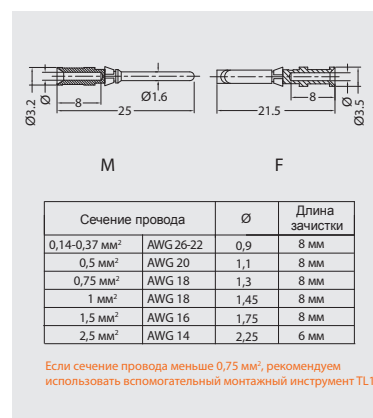 Ø3.2
Ø
8
25
Ø1.6
21.5
8
Ø
Ø3.5
M
F
Сечение провода Ø Длина зачистки
0,14-0,37 мм² AWG 26-22 0,9 8 мм
0,5 мм² AWG 20 1,1 8 мм
0,75 мм² AWG 18 1,3 8 мм
1 мм² AWG 18 1,45 8 мм
1,5 мм² AWG 16 1,75 8 мм
2,5 мм² AWG 14 2,25 6 мм
Если сечение провода меньше 0,75 мм², рекомендуем
использовать вспомогательный монтажный инструмент TL1